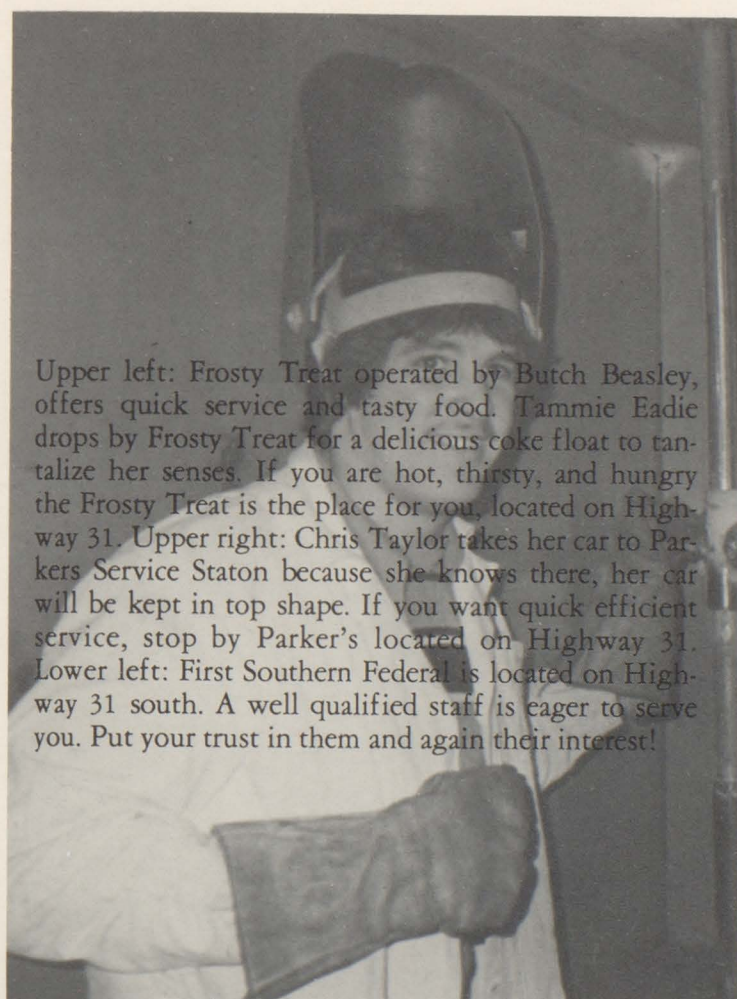 Upper left: Frosty Treat operated by Butch Beasley,
offers quick service and tasty food. Tammie Eadie
drops by Frosty Treat for a delicious coke float to tan-
talize her senses. If you are hot, thirsty, and hungry
the Frosty Treat is the place for you, located on High-
way 31. Upper right: Chris Taylor takes her car to Par-
kers Service Staton because she knows there, her car
will be kept in top shape. If you want quick efficient
service, stop by Parker's located on Highway 31.
Lower left: First Southern Federal is located on High-
way 31 south. A well qualified staff is eager to serve
you. Put your trust in them and again their interest!